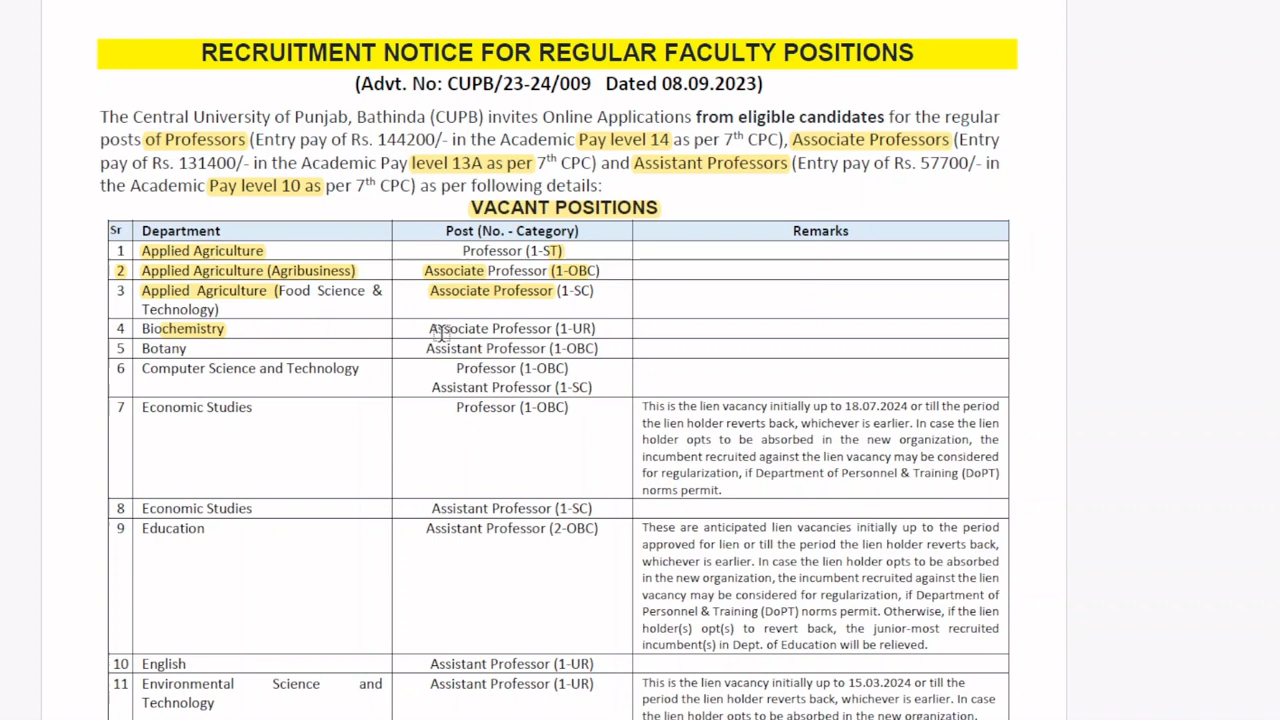 RECRUITMENT NOTICE FOR REGULAR FACULTY POSITIONS
(Advt. No: CUPB/23-24/009 Dated 08.09.2023)
The Central University of Punjab, Bathinda (CUPB) invites Online Applications from eligible candidates for the regular
posts of Professors (Entry pay of Rs. 144200/- in the Academic Pay level 14 as per 7th CPC), Associate Professors (Entry
pay of Rs. 131400/- in the Academic Pay level 13A as per 7th CPC) and Assistant Professors (Entry pay of Rs. 57700/- in
the Academic Pay level 10 as per 7th CPC) as per following details:
VACANT POSITIONS
Sr Department Post (No. - Category) Remarks
1 Applied Agriculture Professor (1-ST)
2 Applied Agriculture (Agribusiness) Associate Professor (1-OBC)
3 Applied Agriculture (Food Science & Associate Professor (1-SC)
Technology)
4 Biochemistry Associate Professor (1-UR)
5 Botany Assistant Professor (1-OBC)
6 Computer Science and Technology Professor (1-OBC)
Assistant Professor (1-SC)
7 Economic Studies Professor (1-OBC) This is the lien vacancy initially up to 18.07.2024 or till the period
the lien holder reverts back, whichever is earlier. In case the lien
holder opts to be absorbed in the new organization, the
incumbent recruited against the lien vacancy may be considered
for regularization, if Department of Personnel & Training (DoPT)
norms permit.
8 Economic Studies Assistant Professor (1-SC)
9 Education Assistant Professor (2-OBC) These are anticipated lien vacancies initially up to the period
approved for lien or till the period the lien holder reverts back,
whichever is earlier. In case the lien holder opts to be absorbed
in the new organization, the incumbent recruited against the lien
vacancy may be considered for regularization, if Department of
Personnel & Training (DoPT) norms permit. Otherwise, if the lien
holder(s) opt(s) to revert back, the junior-most recruited
incumbent(s) in Dept. of Education will be relieved.
10 English Assistant Professor (1-UR)
11 Environmental Science and Assistant Professor (1-UR) This is the lien vacancy initially up to 15.03.2024 or till the
Technology period the lien holder reverts back, whichever is earlier. In case
the lien holder opts to be absorbed in the new organization,